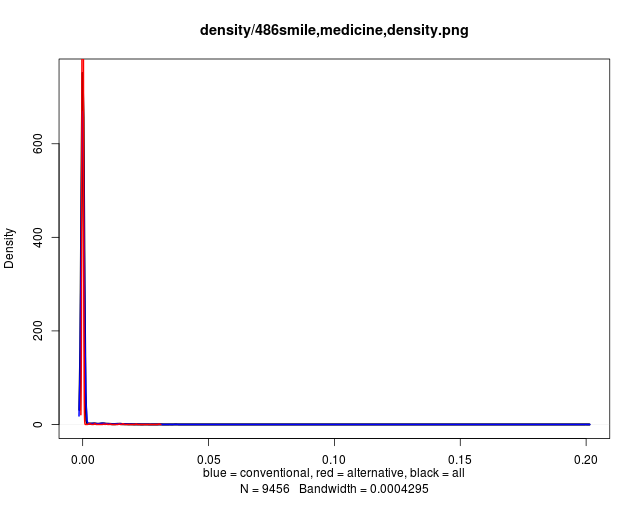 density/486smile,medicine,density.png
Density
600
400
200
0
0.00 0.05 0.10 0.15 0.20
blue = conventional, red = alternative, black = all
N = 9456 Bandwidth = 0.0004295